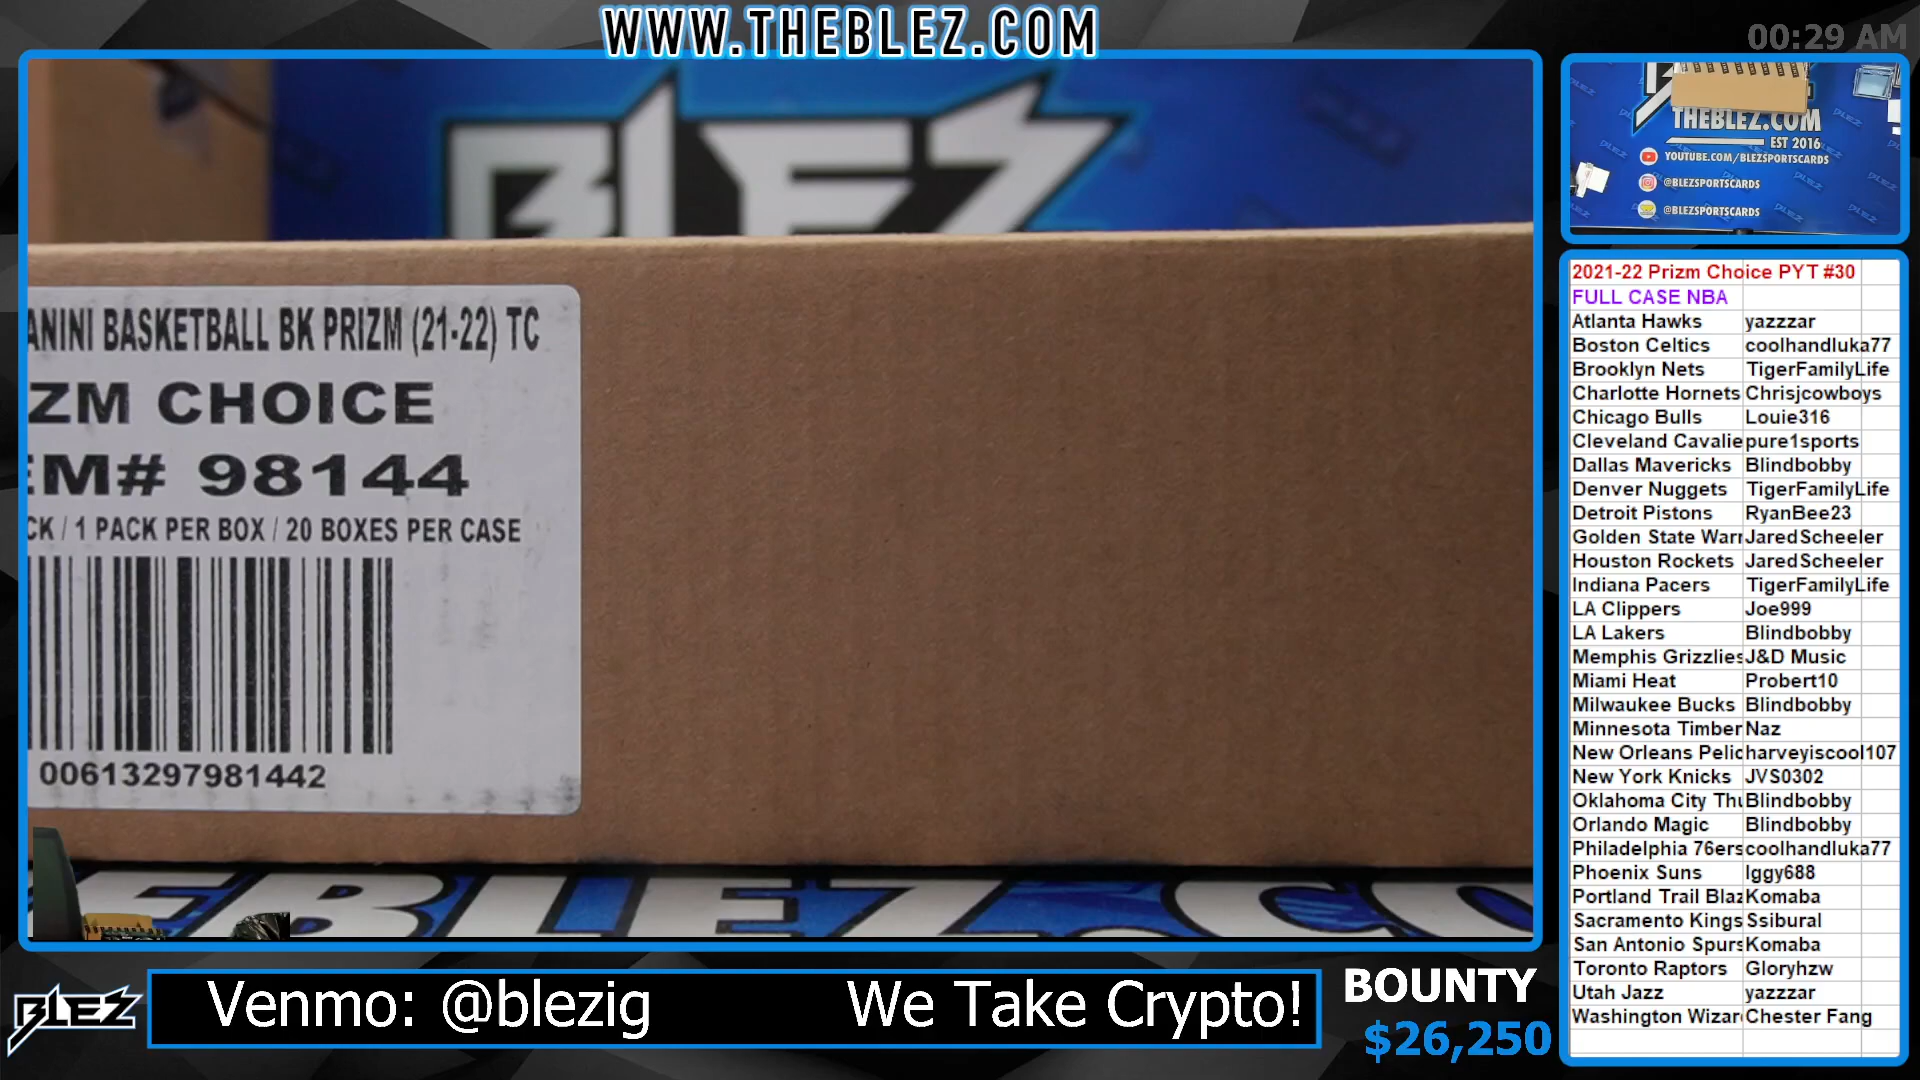 WWW.THEBLEZ.COM
00:29 AM
BLEZ
THEBLEZ.COM
EST 2016
YOUTUBE.COM/BLEZSPORTSCARDS
@BLEZSPORTSCARDS
@BLEZSPORTSCARDS
ANINI BASKETBALL BK PRIZM (21-22) TC
ZM CHOICE
EM# 98144
CK / 1 PACK PER BOX / 20 BOXES PER CASE
00613297981442
EBLEZ.CO
2021-22 Prizm Choice PYT #30
FULL CASE NBA
Atlanta Hawks yazzzar
Boston Celtics coolhandluka77
Brooklyn Nets TigerFamilyLife
Charlotte Hornets Chrisjcowboys
Chicago Bulls Louie316
Cleveland Cavalie pure1sports
Dallas Mavericks Blindbobby
Denver Nuggets TigerFamilyLife
Detroit Pistons RyanBee23
Golden State Warr JaredScheeler
Houston Rockets JaredScheeler
Indiana Pacers TigerFamilyLife
LA Clippers Joe999
LA Lakers Blindbobby
Memphis Grizzlies J&D Music
Miami Heat Probert10
Milwaukee Bucks Blindbobby
Minnesota Timber Naz
New Orleans Pelic harveyiscool107
New York Knicks JVS0302
Oklahoma City Thu Blindbobby
Orlando Magic Blindbobby
Philadelphia 76ers coolhandluka77
Phoenix Suns Iggy688
Portland Trail Blaz Komaba
Sacramento Kings Ssibural
San Antonio Spurs Komaba
Toronto Raptors Gloryhzw
Utah Jazz yazzzar
Washington Wizar Chester Fang
BLEZ
Venmo: @blezig We Take Crypto!
BOUNTY
$26,250